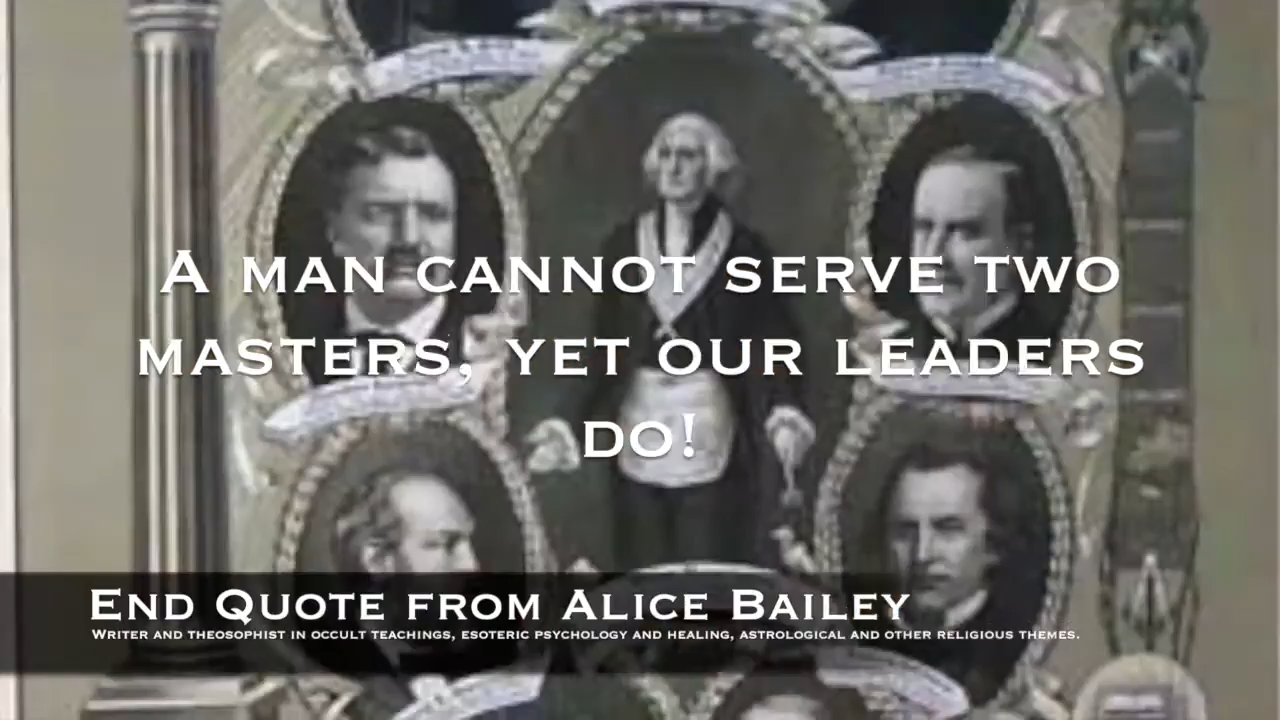 A MAN CANNOT SERVE TWO
MASTERS, YET OUR LEADERS
DO!
END QUOTE FROM ALICE BAILEY
WRITER AND THEOSOPHIST IN OCCULT TEACHINGS, ESOTERIC PSYCHOLOGY AND HEALING, ASTROLOGICAL AND OTHER RELIGIOUS THEMES.